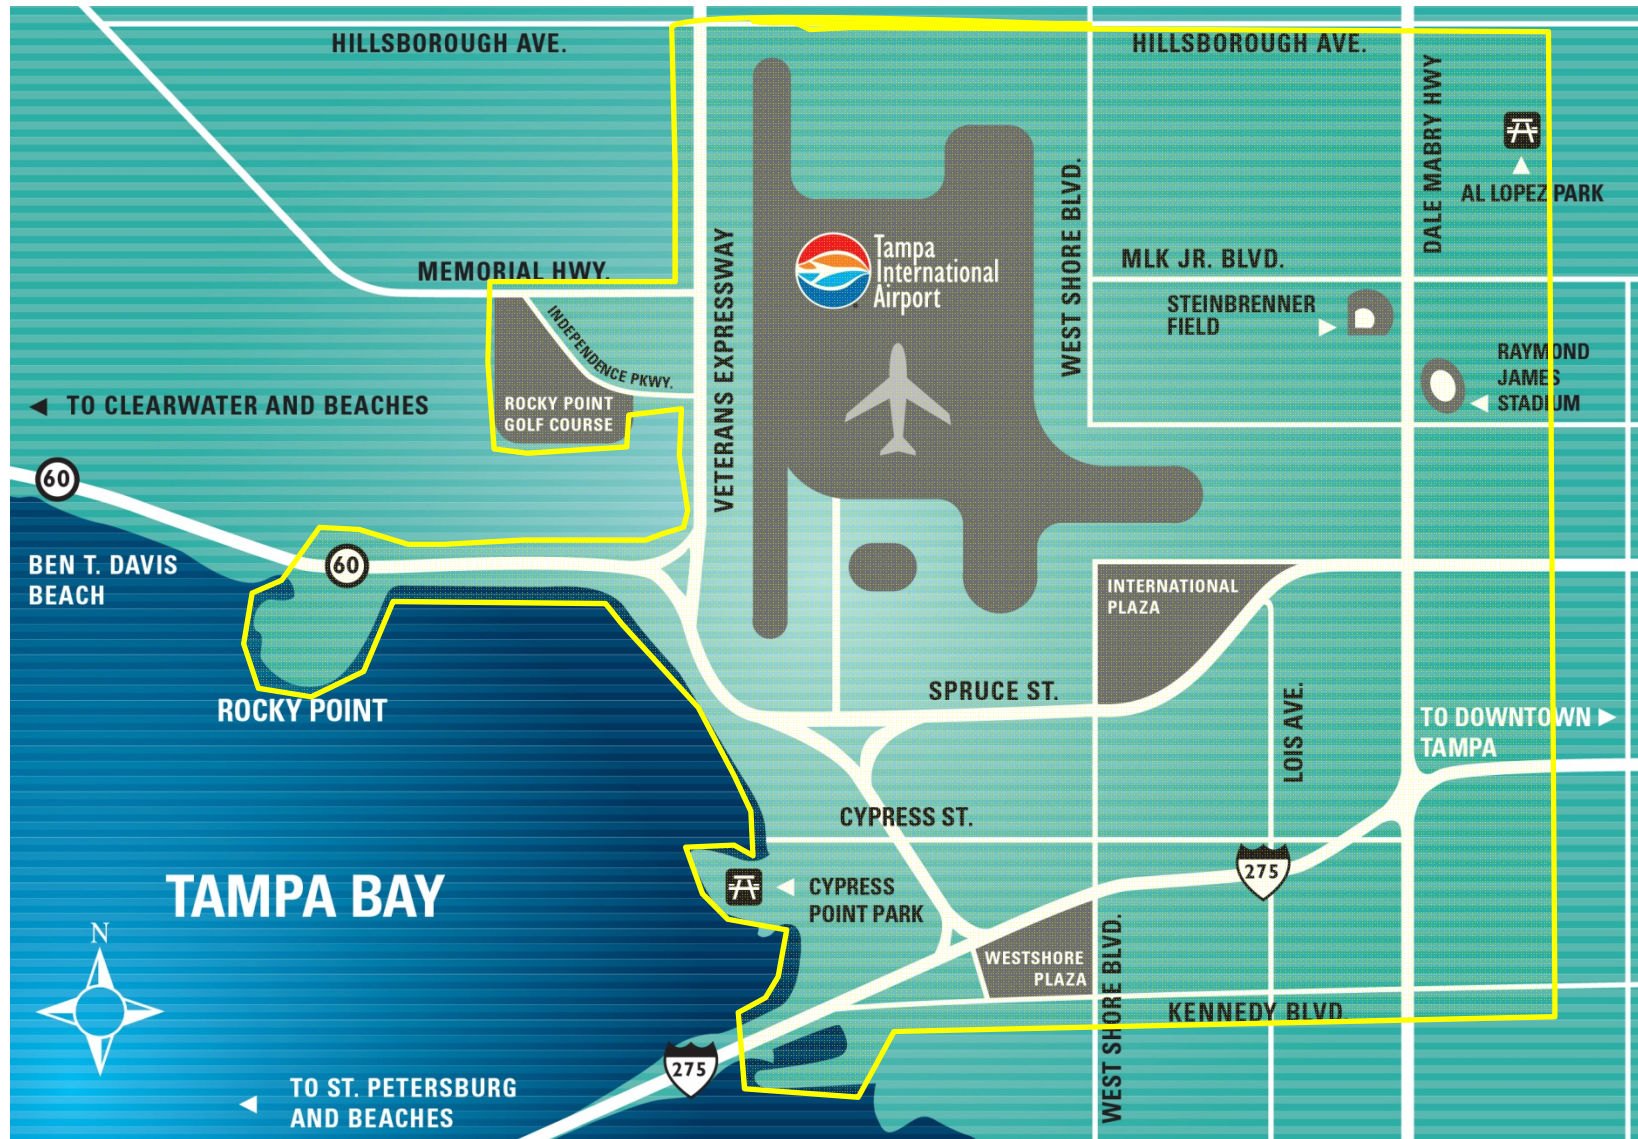 HILLSBOROUGH AVE.
HILLSBOROUGH AVE.
DALE MABRY HWY
AL LOPEZ PARK
WEST SHORE BLVD.
Tampa
International
Airport
VETERANS EXPRESSWAY
MEMORIAL HWY.
MLK JR. BLVD.
STEINBRENNER
FIELD
INDEPENDENCE PKWY.
RAYMOND
JAMES
STADIUM
TO CLEARWATER AND BEACHES
ROCKY POINT
GOLF COURSE
60
BEN T. DAVIS
BEACH
60
INTERNATIONAL
PLAZA
SPRUCE ST.
ROCKY POINT
LOIS AVE.
TO DOWNTOWN
TAMPA
CYPRESS ST.
275
TAMPA BAY
CYPRESS
POINT PARK
N
WESTSHORE
PLAZA
WEST SHORE BLVD.
KENNEDY BLVD.
275
TO ST. PETERSBURG
AND BEACHES